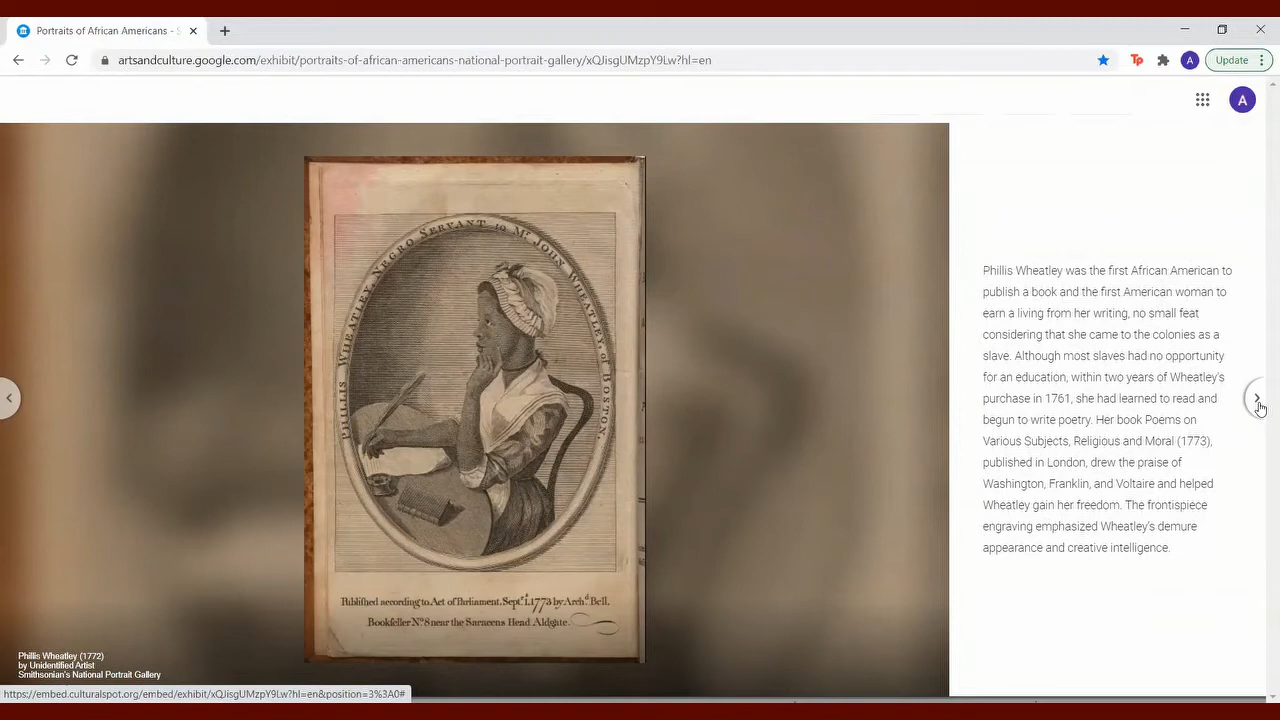 Portraits of African Americans - S
artsandculture.google.com/exhibit/portraits-of-african-americans-national-portrait-gallery/xQJisgUMzpY9Lw?hl=en
Tp
A
Update
A
PHILLIS WHEATLEY, NEGRO SERVANT to Mr. JOHN WHEATLEY, of BOSTON.
Publiſhed according to Act of Parliament, Septr. 1, 1773 by Archd. Bell,
Bookſeller No. 8 near the Saracens Head Aldgate.
Phillis Wheatley was the first African American to
publish a book and the first American woman to
earn a living from her writing, no small feat
considering that she came to the colonies as a
slave. Although most slaves had no opportunity
for an education, within two years of Wheatley's
purchase in 1761, she had learned to read and
begun to write poetry. Her book Poems on
Various Subjects, Religious and Moral (1773),
published in London, drew the praise of
Washington, Franklin, and Voltaire and helped
Wheatley gain her freedom. The frontispiece
engraving emphasized Wheatley's demure
appearance and creative intelligence.
Phillis Wheatley (1772)
by Unidentified Artist
Smithsonian's National Portrait Gallery
https://embed.culturalspot.org/embed/exhibit/xQJisgUMzpY9Lw?hl=en&position=3%3A0#